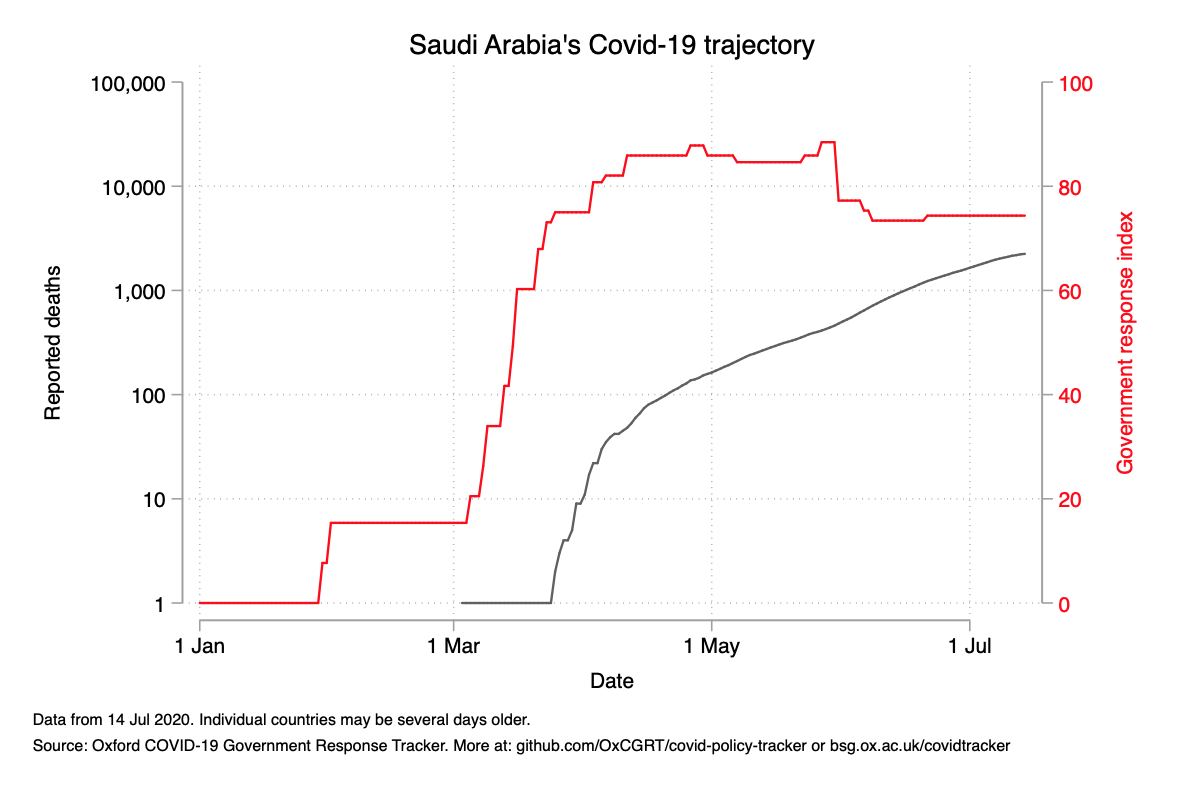 Saudi Arabia's Covid-19 trajectory
100,000
10,000
1,000
100
10
1
Reported deaths
100
80
60
40
20
0
Government response index
1 Jan
1 Mar
1 May
1 Jul
Date
Data from 14 Jul 2020. Individual countries may be several days older.
Source: Oxford COVID-19 Government Response Tracker. More at: github.com/OxCGRT/covid-policy-tracker or bsg.ox.ac.uk/covidtracker